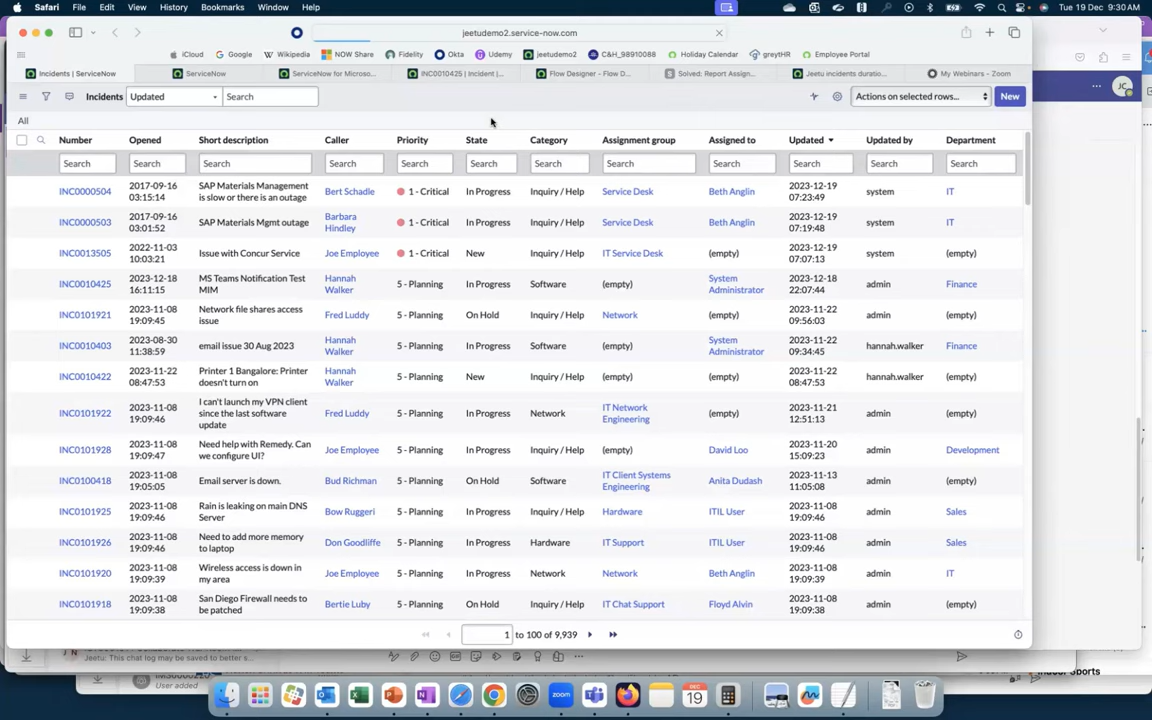 Safari File Edit View History Bookmarks Window Help Tue 19 Dec 9:30 AM
jeetudemo2.service-now.com
iCloud Google Wikipedia NOW Share Fidelity Okta Udemy jeetudemo2 C&H_98910088 Holiday Calendar greytHR Employee Portal
Incidents | ServiceNow ServiceNow ServiceNow for Microso... INC0010425 | Incident |... Flow Designer - Flow D... Solved: Report Assign... Jeetu incidents duratio... My Webinars - Zoom
Incidents Updated Search Actions on selected rows... New
JC
All
Number Opened Short description Caller Priority State Category Assignment group Assigned to Updated Updated by Department
Search Search Search Search Search Search Search Search Search Search Search Search
INC0000504 2017-09-16 03:15:14 SAP Materials Management is slow or there is an outage Bert Schadle 1 - Critical In Progress Inquiry / Help Service Desk Beth Anglin 2023-12-19 07:23:49 system IT
INC0000503 2017-09-16 03:01:52 SAP Materials Mgmt outage Barbara Hindley 1 - Critical In Progress Inquiry / Help Service Desk Beth Anglin 2023-12-19 07:19:48 system IT
INC0013505 2022-11-03 10:03:21 Issue with Concur Service Joe Employee 1 - Critical New Inquiry / Help IT Service Desk (empty) 2023-12-19 07:07:13 system (empty)
INC0010425 2023-12-18 16:11:15 MS Teams Notification Test MIM Hannah Walker 5 - Planning In Progress Software (empty) System Administrator 2023-12-18 22:07:44 admin Finance
INC0101921 2023-11-08 19:09:45 Network file shares access issue Fred Luddy 5 - Planning On Hold Inquiry / Help Network (empty) 2023-11-22 09:56:03 admin (empty)
INC0010403 2023-08-30 11:38:59 email issue 30 Aug 2023 Hannah Walker 5 - Planning In Progress Software (empty) System Administrator 2023-11-22 09:34:45 hannah.walker Finance
INC0010422 2023-11-22 08:47:53 Printer 1 Bangalore: Printer doesn't turn on Hannah Walker 5 - Planning New Inquiry / Help (empty) (empty) 2023-11-22 08:47:53 hannah.walker Finance
INC0101922 2023-11-08 19:09:46 I can't launch my VPN client since the last software update Fred Luddy 5 - Planning In Progress Network IT Network Engineering (empty) 2023-11-21 12:51:13 admin (empty)
INC0101928 2023-11-08 19:09:47 Need help with Remedy. Can we configure UI? Joe Employee 5 - Planning In Progress Inquiry / Help (empty) David Loo 2023-11-20 15:09:23 admin Development
INC0100418 2023-11-08 19:05:05 Email server is down. Bud Richman 5 - Planning On Hold Software IT Client Systems Engineering Anita Dudash 2023-11-13 11:05:08 admin (empty)
INC0101925 2023-11-08 19:09:46 Rain is leaking on main DNS Server Bow Ruggeri 5 - Planning In Progress Inquiry / Help Hardware ITIL User 2023-11-08 19:09:46 admin Sales
INC0101926 2023-11-08 19:09:46 Need to add more memory to laptop Don Goodliffe 5 - Planning In Progress Hardware IT Support ITIL User 2023-11-08 19:09:46 admin Sales
INC0101920 2023-11-08 19:09:39 Wireless access is down in my area Joe Employee 5 - Planning In Progress Network Network Beth Anglin 2023-11-08 19:09:39 admin IT
INC0101918 2023-11-08 19:09:38 San Diego Firewall needs to be patched Bertie Luby 5 - Planning On Hold Inquiry / Help IT Chat Support Floyd Alvin 2023-11-08 19:09:38 admin (empty)
1 to 100 of 9,939
Jeetu: This chat log may be saved to better s...
User added
Sports